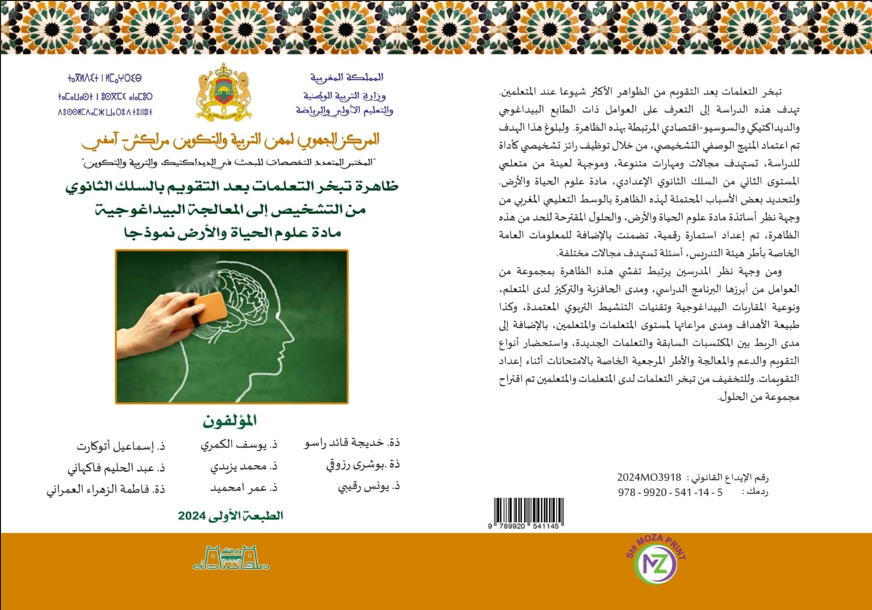 المملكة المغربية
وزارة التربية الوطنية
والتعليم الأولي والرياضة
ⵜⴰⴳⵍⴷⵉⵜ ⵏ ⵍⵎⵖⵔⵉⴱ
ⵜⴰⵎⴰⵡⴰⵙⵜ ⵏ ⵓⵙⴳⵎⵉ ⴰⵏⴰⵎⵓⵔ
ⴷ ⵓⵙⵙⵍⵎⴷ ⴰⵎⵣⵡⴰⵔⵓ ⴷ ⵜⵓⵏⵏⵓⵏⵜ
المركز الجهوي لمهن التربية والتكوين مراكش- آسفي
"المختبر المتعدد التخصصات للبحث في الديداكتيك والتربية والتكوين"
ظاهرة تبخر التعلمات بعد التقويم بالسلك الثانوي
من التشخيص إلى المعالجة البيداغوجية
مادة علوم الحياة والأرض نموذجا
المؤلفون
ذة. خديجة قائد راسو
ذ. يوسف الكمري
ذ. إسماعيل أتوكارت
ذة .بوشرى رزوقي
ذ. محمد يزيدي
ذ. عبد الحليم فاكهاني
ذ. يونس رقيبي
ذ. عمر امحميد
ذة. فاطمة الزهراء العمراني
الطبعة الأولى 2024
تبخر التعلمات بعد التقويم من الظواهر الأكثر شيوعا عند المتعلمين.
تهدف هذه الدراسة إلى التعرف على العوامل ذات الطابع البيداغوجي
والديداكتيكي والسوسيو-اقتصادي المرتبطة بهذه الظاهرة. ولبلوغ هذا الهدف
تم اعتماد المنهج الوصفي التشخيصي، من خلال توظيف رائز تشخيصي كأداة
للدراسة، تستهدف مجالات ومهارات متنوعة، وموجهة لعينة من متعلمي
المستوى الثاني من السلك الثانوي الإعدادي، مادة علوم الحياة والأرض.
ولتحديد بعض الأسباب المحتملة لهذه الظاهرة بالوسط التعليمي المغربي من
وجهة نظر أساتذة مادة علوم الحياة والأرض، والحلول المقترحة للحد من هذه
الظاهرة، تم إعداد استمارة رقمية، تضمنت بالإضافة للمعلومات العامة
الخاصة بأطر هيئة التدريس، أسئلة تستهدف مجالات مختلفة.
ومن وجهة نظر المدرسين يرتبط تفشي هذه الظاهرة بمجموعة من
العوامل من أبرزها البرنامج الدراسي، ومدى الحافزية والتركيز لدى المتعلم،
ونوعية المقاربات البيداغوجية وتقنيات التنشيط التربوي المعتمدة، وكذا
طبيعة الأهداف ومدى مراعاتها لمستوى المتعلمات والمتعلمين، بالإضافة إلى
مدى الربط بين المكتسبات السابقة والتعلمات الجديدة، واستحضار أنواع
التقويم والدعم والمعالجة والأطر المرجعية الخاصة بالامتحانات أثناء إعداد
التقويمات. وللتخفيف من تبخر التعلمات لدى المتعلمات والمتعلمين تم اقتراح
مجموعة من الحلول.
رقم الإيداع القانوني : 2024MO3918
ردمك : 978 - 9920 - 541 -14 - 5
9 789920 541145
Sté MOZA PRINT
MZ